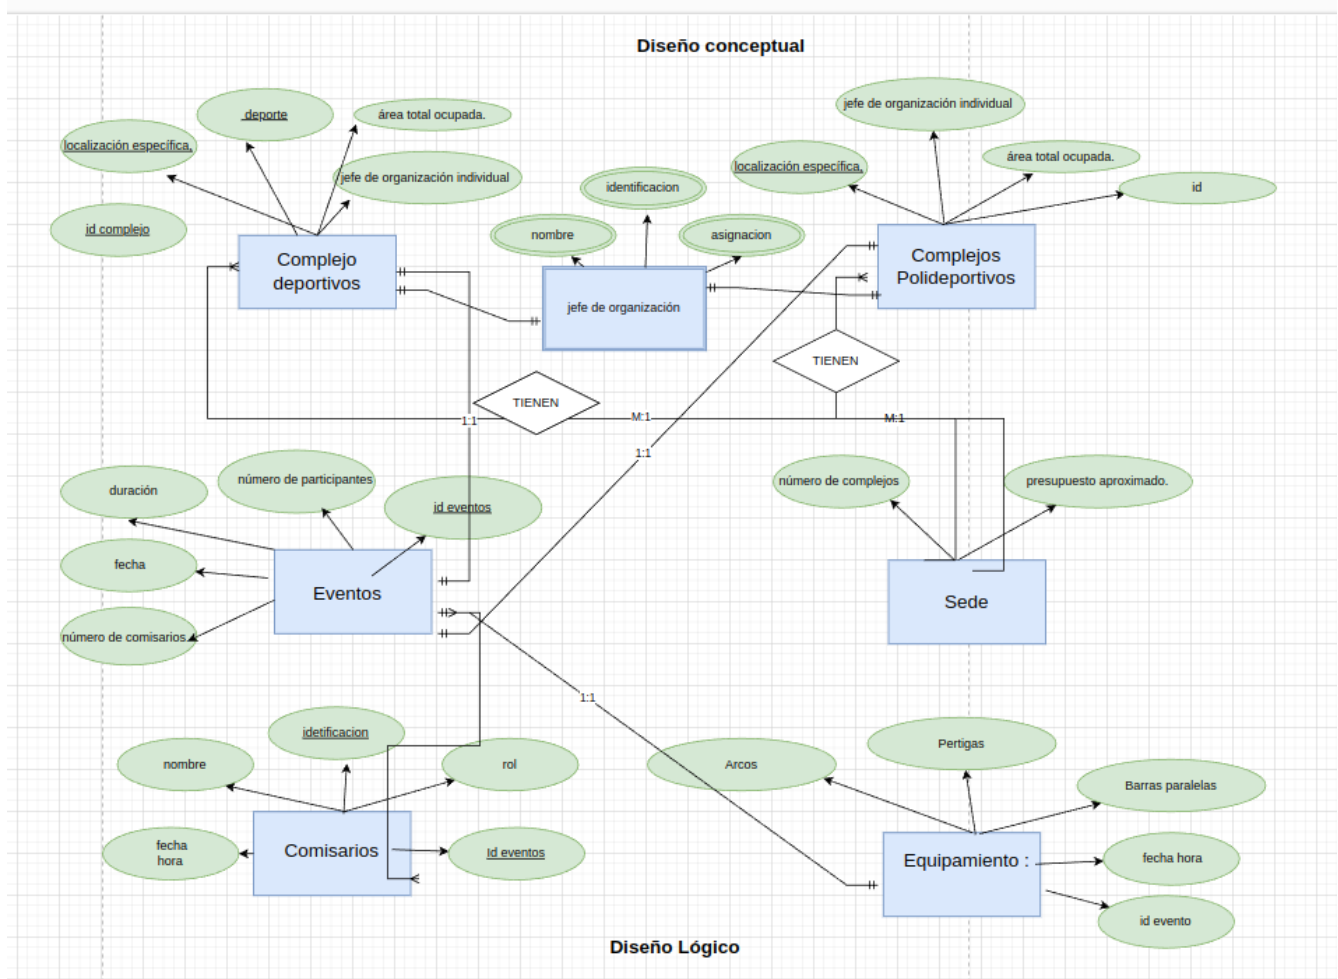 Diseño conceptual
deporte
área total ocupada.
localización específica,
jefe de organización individual
id complejo
Complejo
deportivos
identificacion
nombre
asignacion
jefe de organización
jefe de organización individual
localización específica,
área total ocupada.
id
Complejos
Polideportivos
TIENEN
TIENEN
1:1
M:1
M:1
1:1
duración
número de participantes
id eventos
fecha
número de comisarios
Eventos
número de complejos
presupuesto aproximado.
Sede
1:1
idetificacion
nombre
rol
fecha
hora
Comisarios
Id eventos
Arcos
Pertigas
Barras paralelas
Equipamiento :
fecha hora
id evento
Diseño Lógico